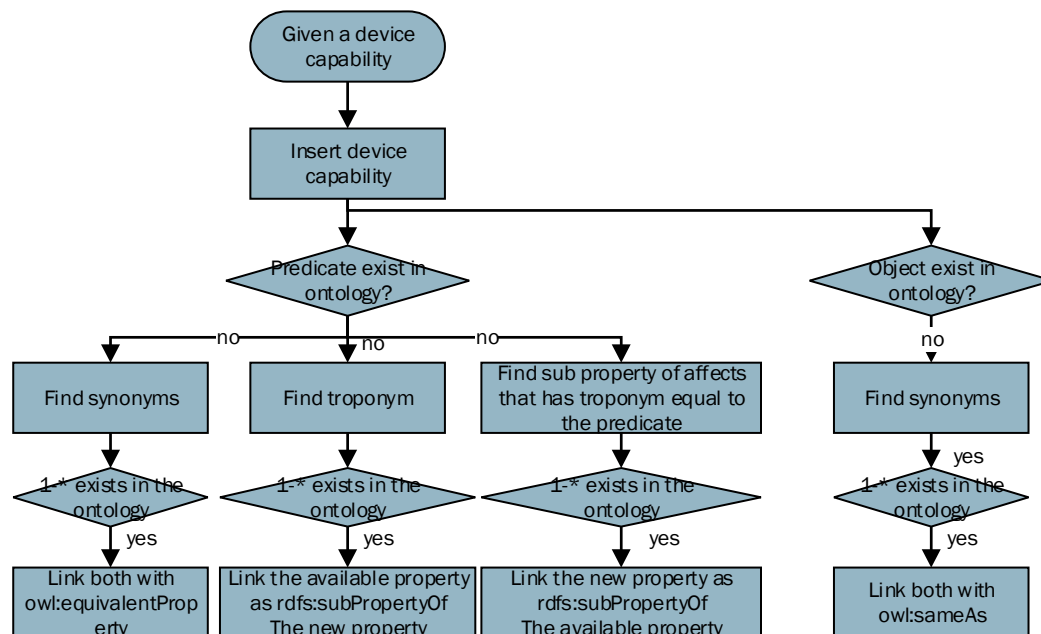 Given a device
capability
Insert device
capability
Predicate exist in
ontology?
Object exist in
ontology?
no
no
no
no
Find synonyms
Find troponym
Find sub property of affects
that has troponym equal to
the predicate
Find synonyms
yes
1-* exists in the
ontology
1-* exists in the
ontology
1-* exists in the
ontology
1-* exists in the
ontology
yes
yes
yes
yes
Link both with
owl:equivalentProp
erty
Link the available property
as rdfs:subPropertyOf
The new property
Link the new property as
rdfs:subPropertyOf
The available property
Link both with
owl:sameAs